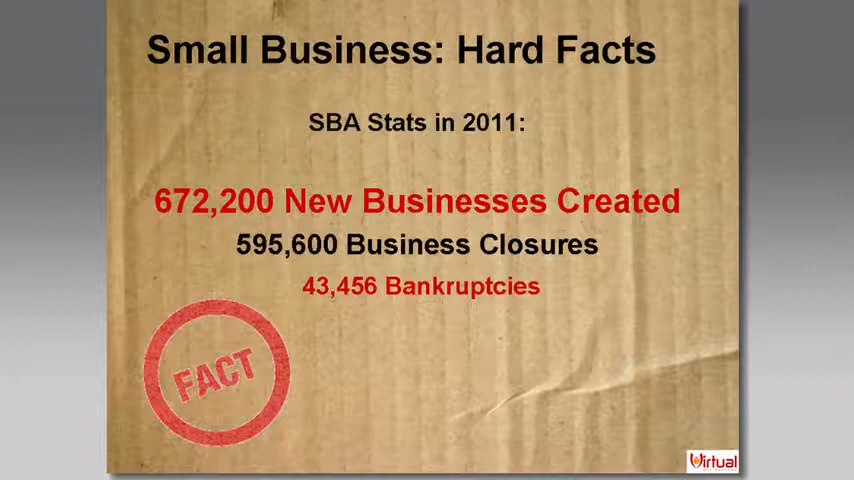 Small Business: Hard Facts
SBA Stats in 2011:
672,200 New Businesses Created
595,600 Business Closures
43,456 Bankruptcies
FACT
Virtual